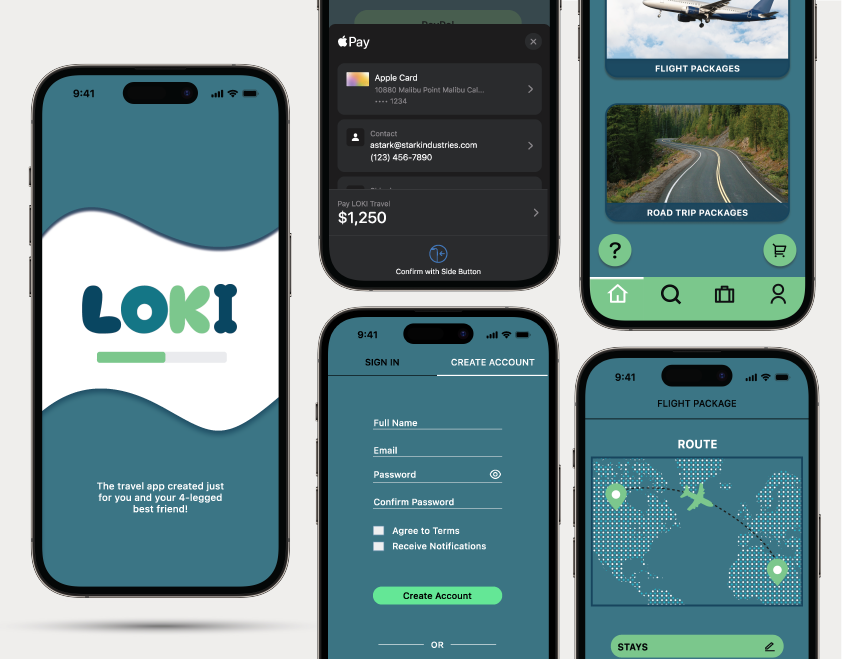 9:41
LOKI
The travel app created just
for you and your 4-legged
best friend!
Pay
Apple Card
10880 Malibu Point Malibu Cal...
•••• 1234
Contact
astark@starkindustries.com
(123) 456-7890
Pay LOKI Travel
$1,250
Confirm with Side Button
9:41
SIGN IN
CREATE ACCOUNT
Full Name
Email
Password
Confirm Password
Agree to Terms
Receive Notifications
Create Account
OR
FLIGHT PACKAGES
ROAD TRIP PACKAGES
?
9:41
FLIGHT PACKAGE
ROUTE
STAYS